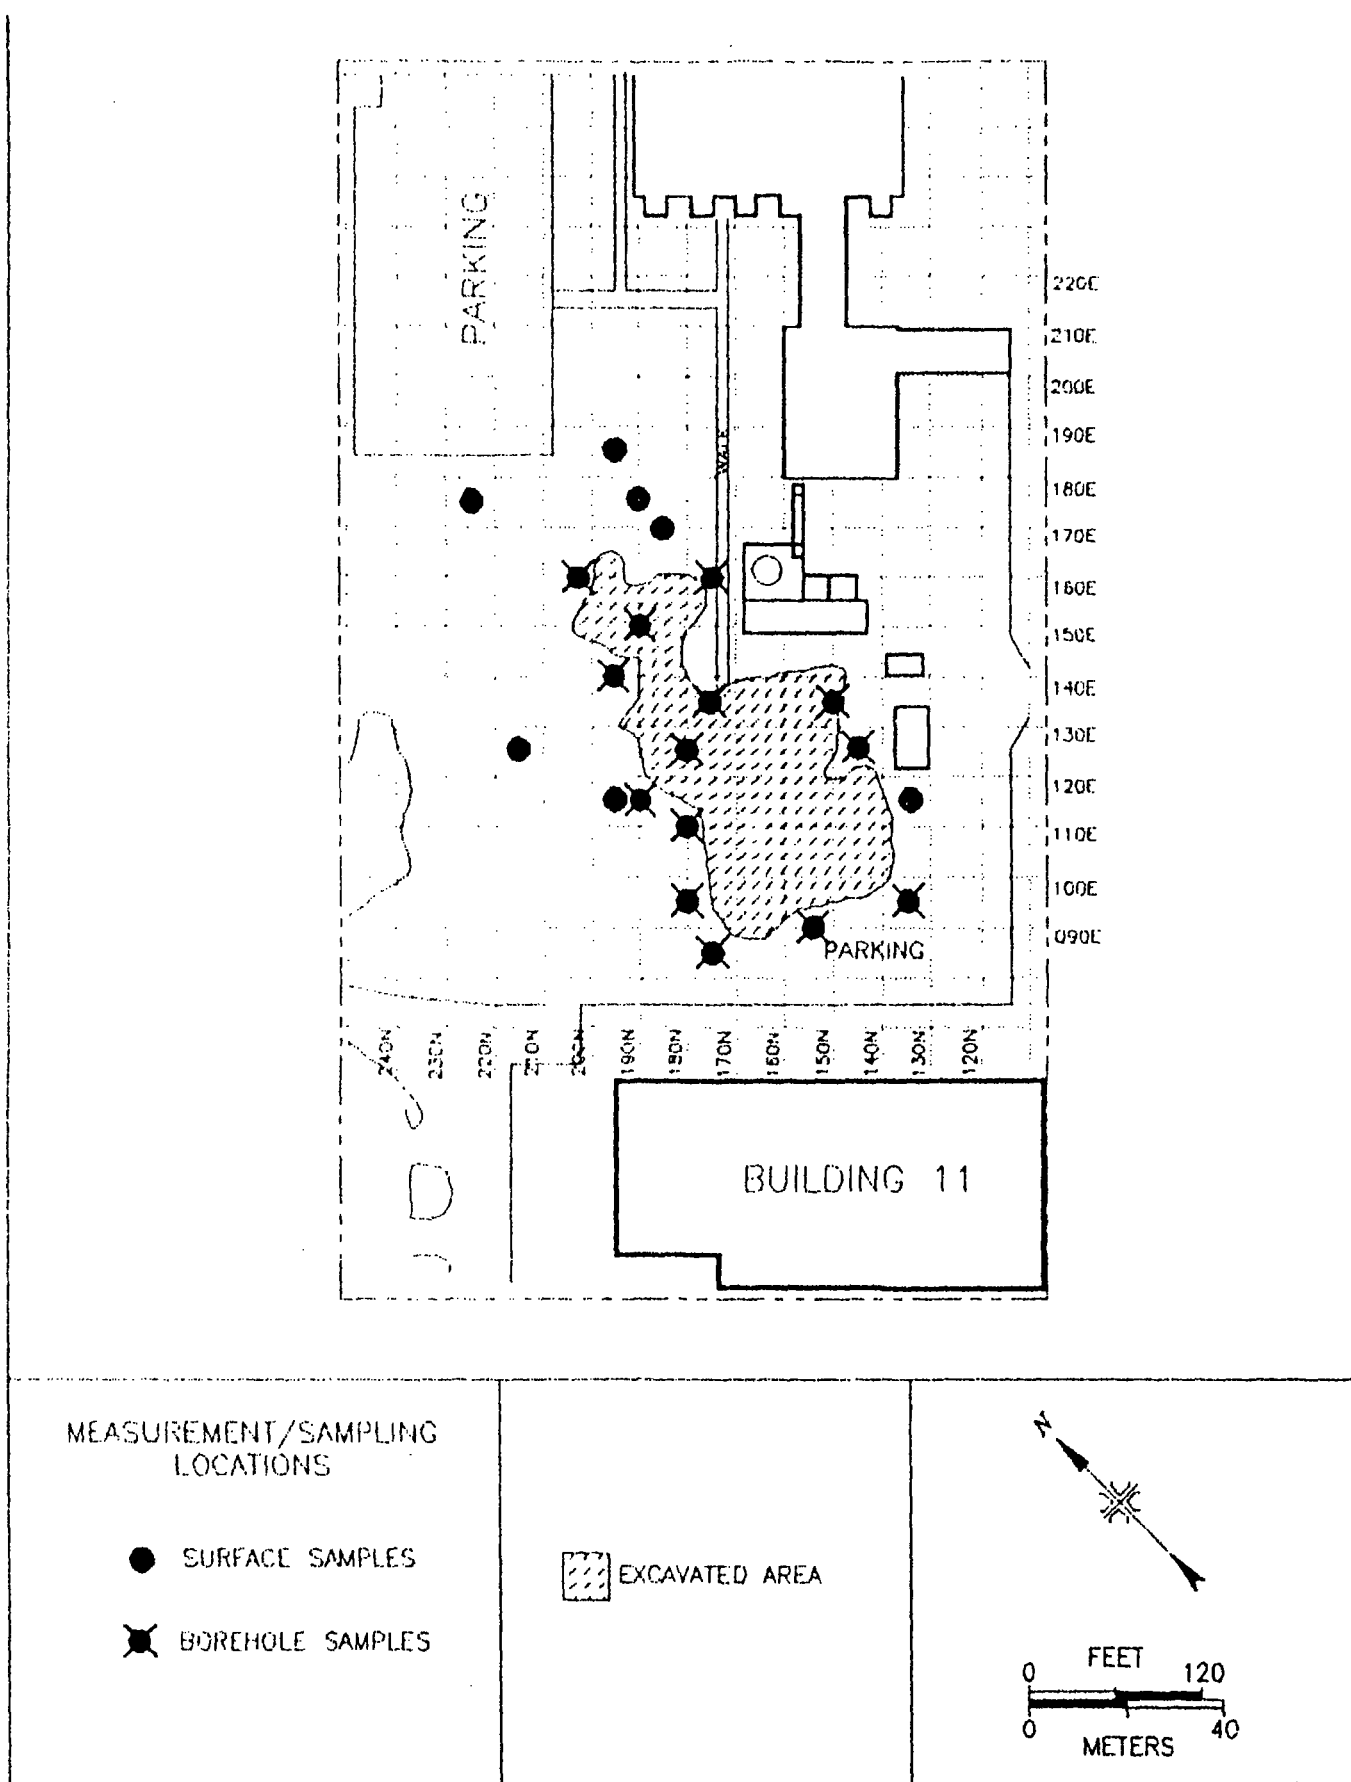 PARKING
WATE
220E
210E
200E
190E
180E
170E
160E
150E
140E
130E
120E
110E
100E
090E
PARKING
240N
230N
220N
210N
200N
190N
180N
170N
160N
150N
140N
130N
120N
BUILDING 11
MEASUREMENT/SAMPLING
LOCATIONS
SURFACE SAMPLES
BOREHOLE SAMPLES
EXCAVATED AREA
N
FEET
0 120
0 40
METERS